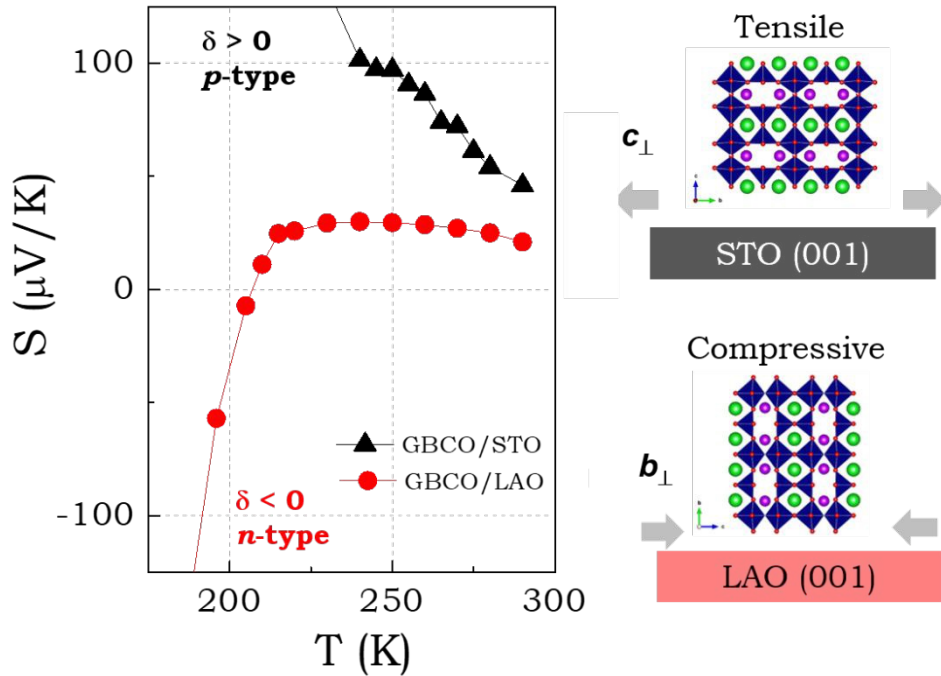 S (μV/K)
100
0
-100
δ > 0
p-type
GBCO/STO
GBCO/LAO
δ < 0
n-type
200
250
300
T (K)
Tensile
c⊥
STO (001)
Compressive
b⊥
LAO (001)